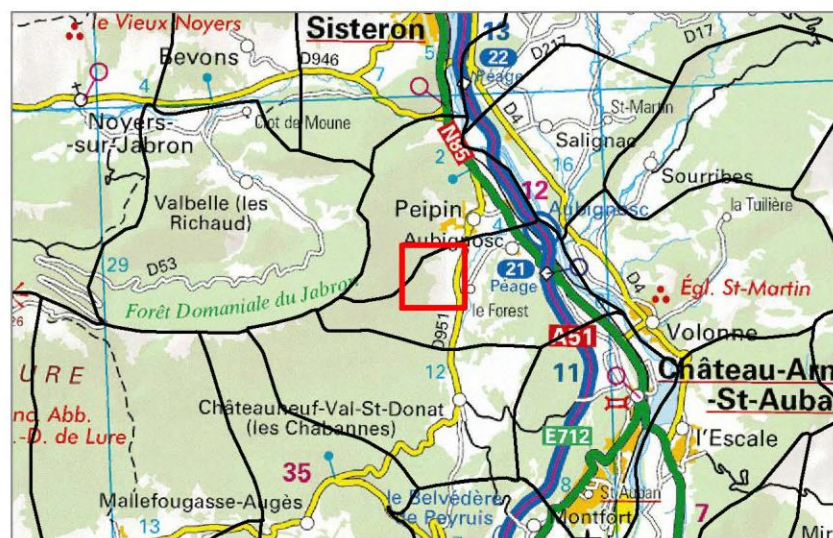 le Vieux Noyers
Sisteron
13
22
Péage
D217
D17
Bevons
D946
5
7
4
Noyers-
-sur-Jabron
Clot de Moune
N85
2
D4
St-Martin
Salignac
16
Sourribes
Valbelle (les
Richaud)
12
Peipin
Aubignosc
Aubignosc
4
la Tuilière
29
D53
21
Péage
D4
Égl. St-Martin
Forêt Domaniale du Jabron
le Forest
D951
Volonne
26
A51
URE
12
11
Château-Arn
-St-Auba
nc. Abb.
.-D. de Lure
Châteauneuf-Val-St-Donat
(les Chabannes)
E712
l'Escale
35
8
Mallefougasse-Augès
le Belvédère
de Peyruis
St-Auban
13
Montfort
7
Mir